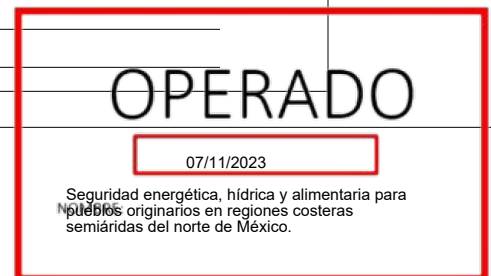 OPERADO
07/11/2023
Seguridad energética, hídrica y alimentaria para
NOMBRE:
pueblos originarios en regiones costeras
semiáridas del norte de México.